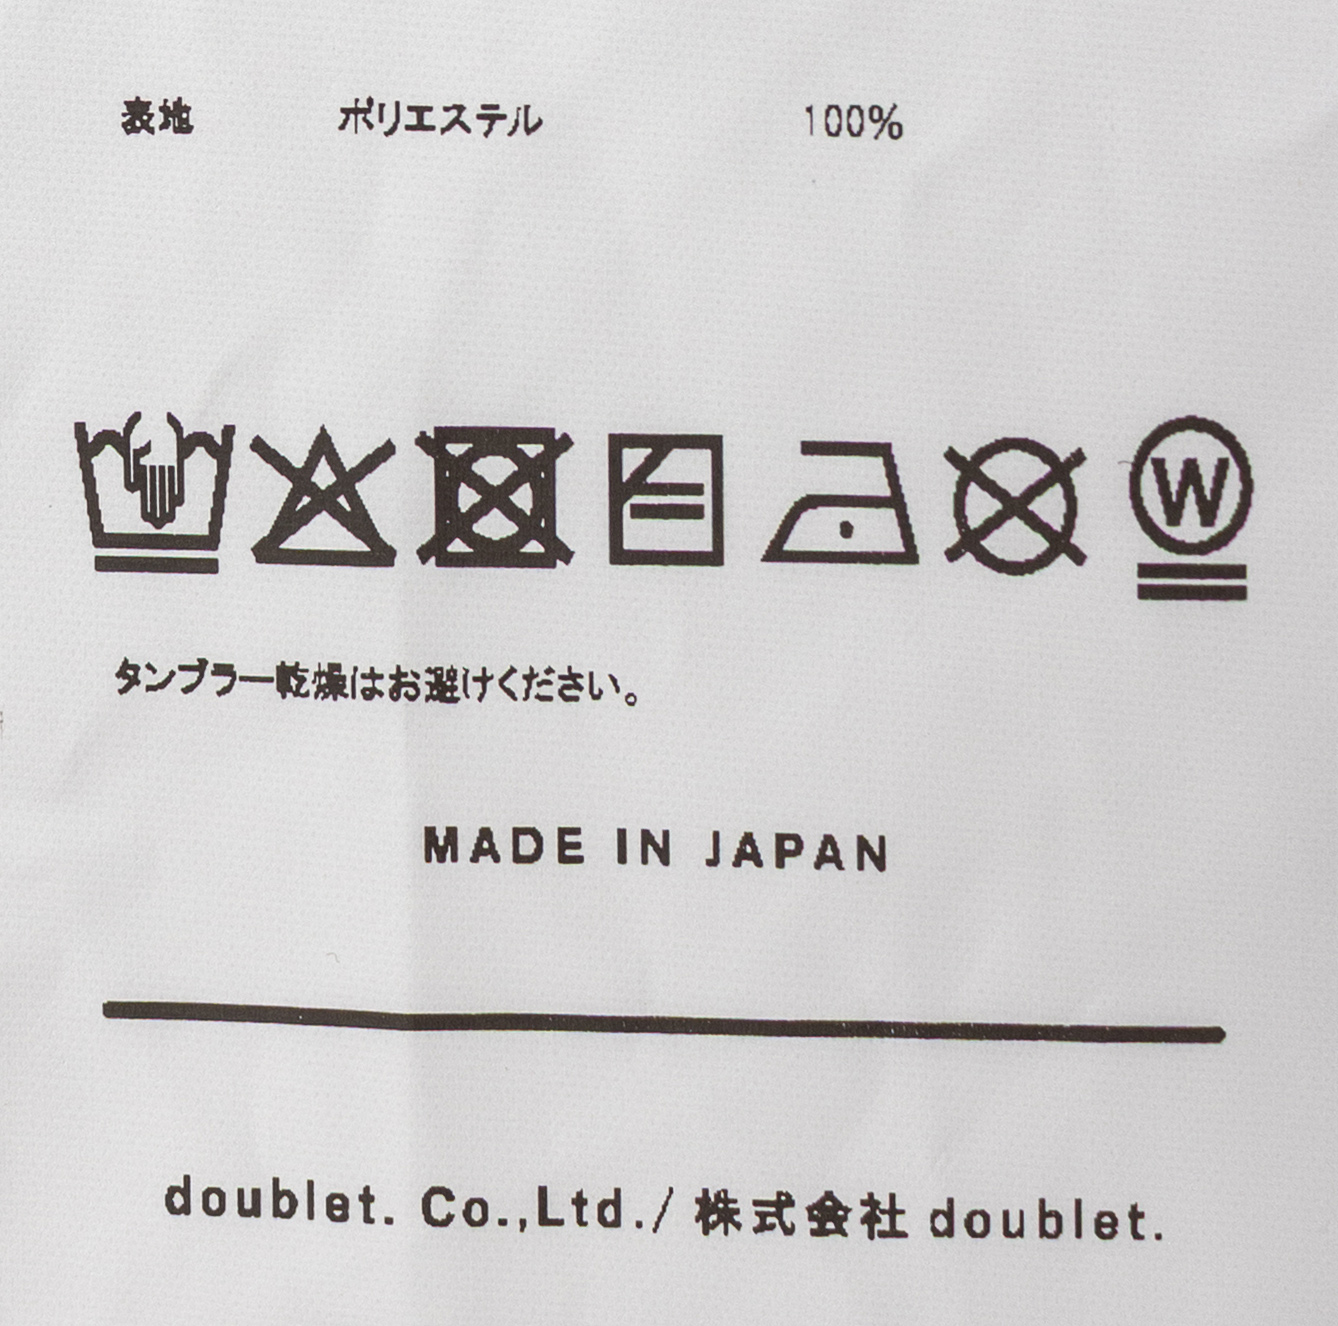 表地 ポリエステル 100%
W
タンブラー乾燥はお避けください。
MADE IN JAPAN
doublet. Co.,Ltd./ 株式会社 doublet.